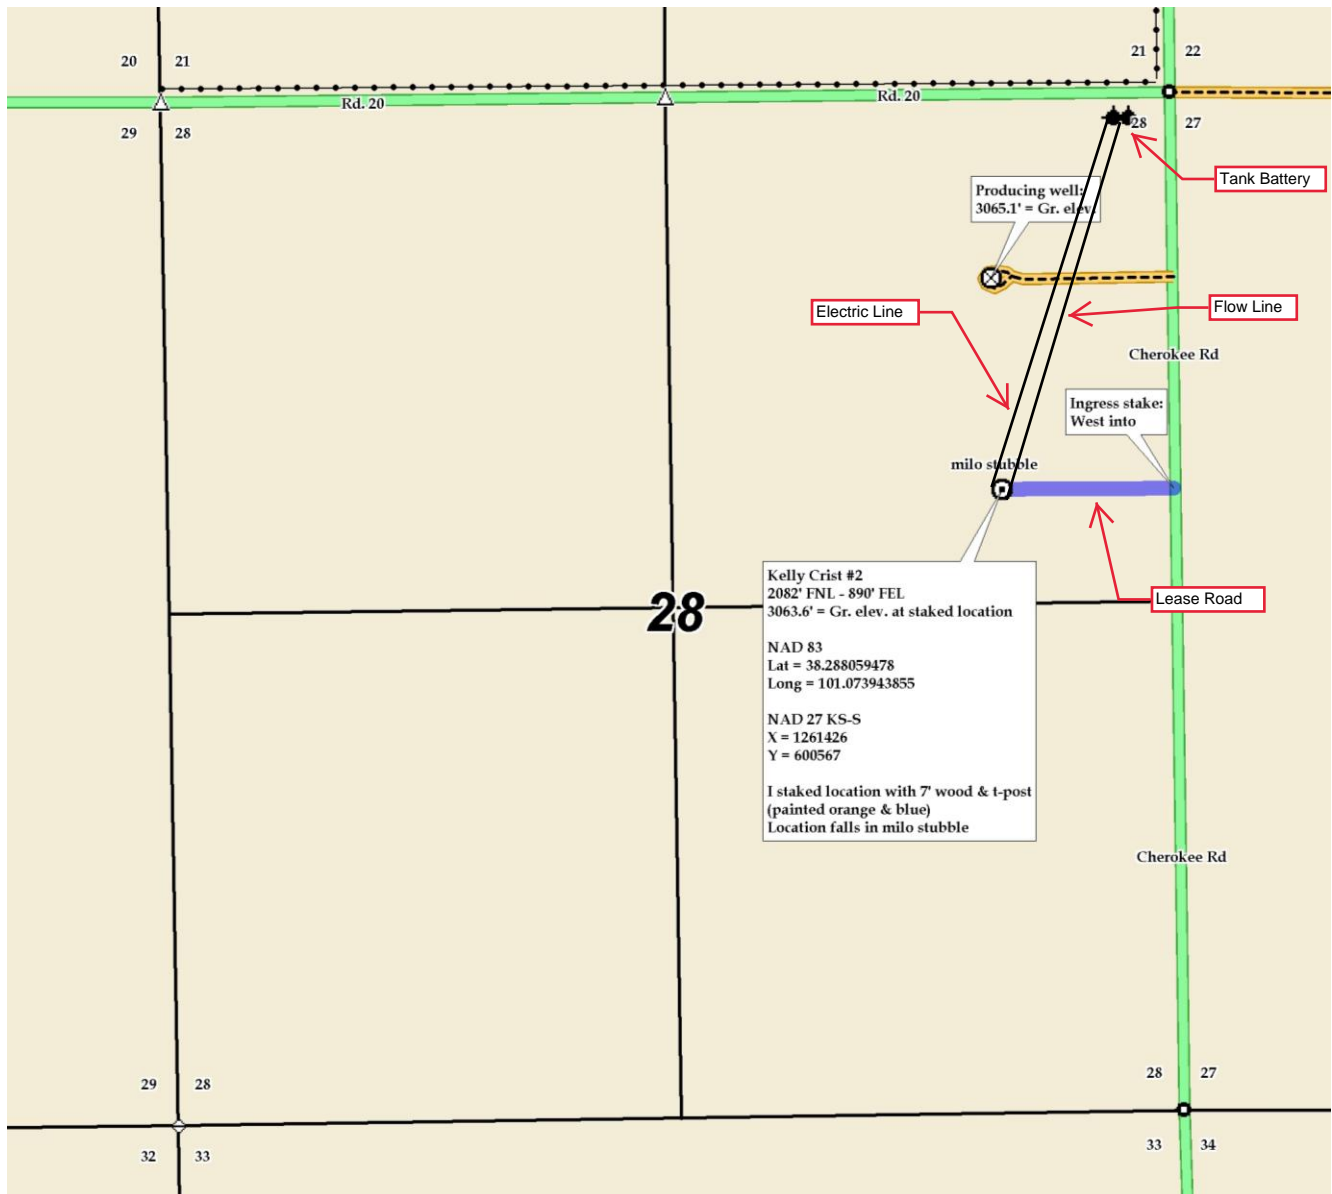 20 21
21 22
Rd. 20
Rd. 20
29 28
28 27
Tank Battery
Producing well:
3065.1' = Gr. elev.
Electric Line
Flow Line
Cherokee Rd
Ingress stake:
West into
milo stubble
Kelly Crist #2
2082' FNL - 890' FEL
3063.6' = Gr. elev. at staked location
NAD 83
Lat = 38.288059478
Long = 101.073943855
NAD 27 KS-S
X = 1261426
Y = 600567
I staked location with 7' wood & t-post
(painted orange & blue)
Location falls in milo stubble
Lease Road
28
Cherokee Rd
29 28
28 27
32 33
33 34